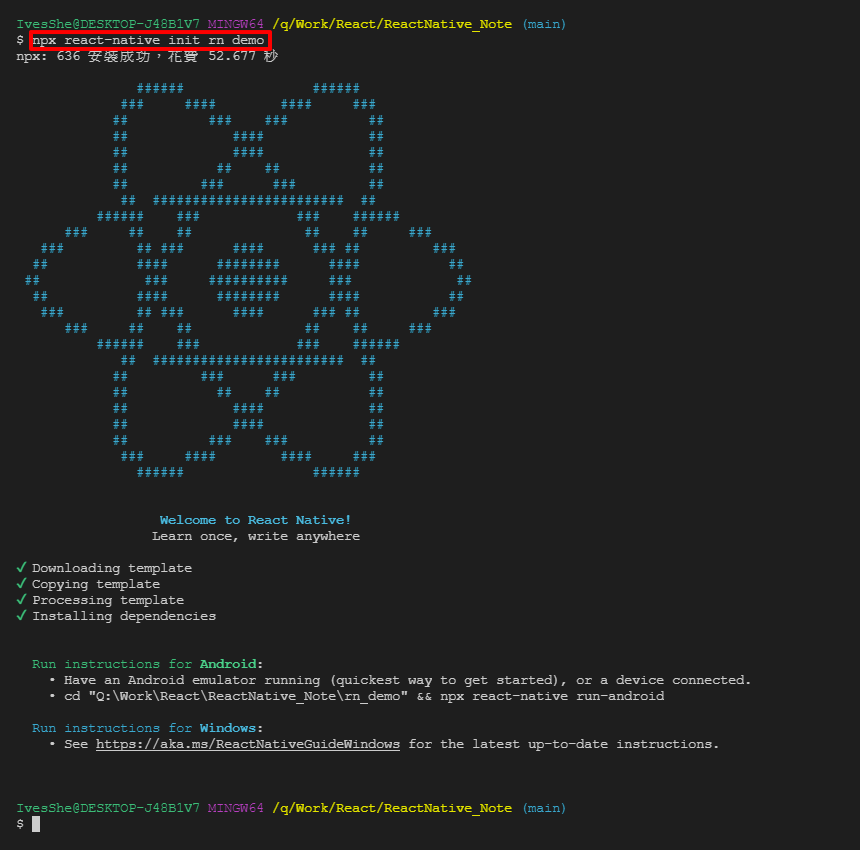 IvesShe@DESKTOP-J48B1V7 MINGW64 /q/Work/React/ReactNative_Note (main)
$ npx react-native init rn_demo
npx: 636 安裝成功，花費 52.677 秒
Welcome to React Native!
Learn once, write anywhere
✓ Downloading template
✓ Copying template
✓ Processing template
✓ Installing dependencies
Run instructions for Android:
• Have an Android emulator running (quickest way to get started), or a device connected.
• cd "Q:\Work\React\ReactNative_Note\rn_demo" && npx react-native run-android
Run instructions for Windows:
• See https://aka.ms/ReactNativeGuideWindows for the latest up-to-date instructions.
IvesShe@DESKTOP-J48B1V7 MINGW64 /q/Work/React/ReactNative_Note (main)
$